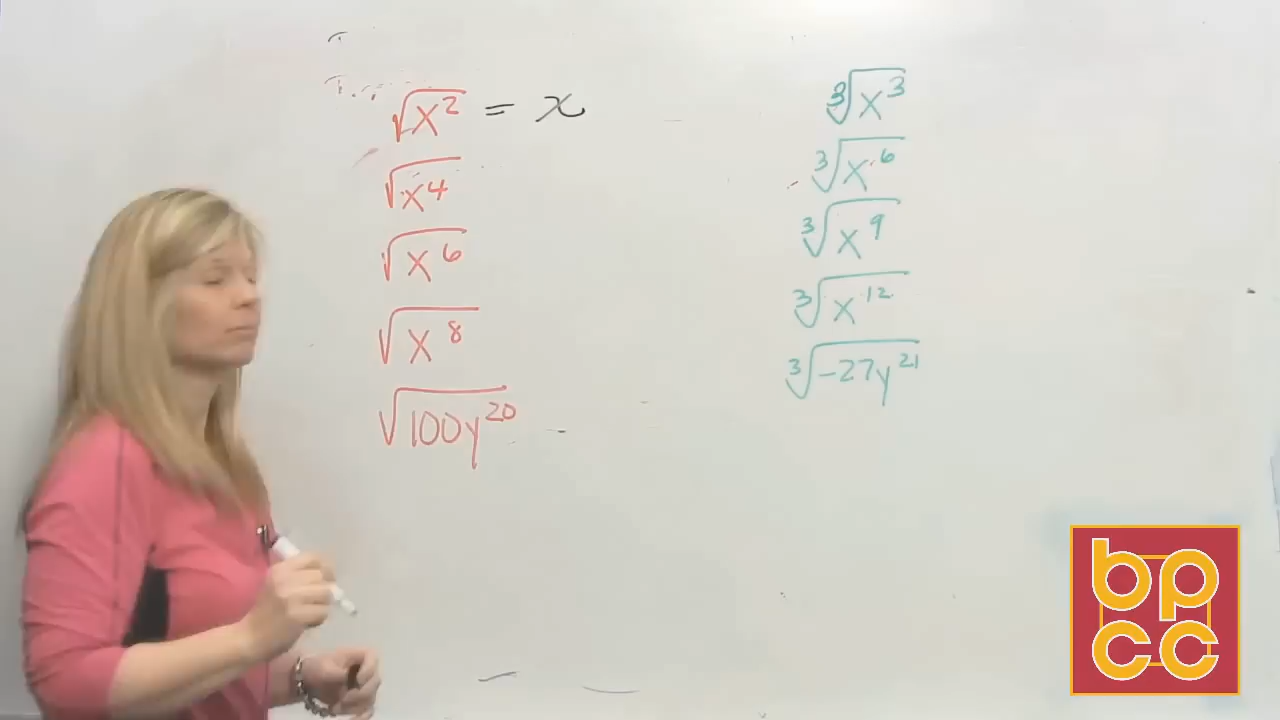 √x² = x
√x⁴
√x⁶
√x⁸
√100y²⁰
∛x³
∛x⁶
∛x⁹
∛x¹²
∛-27y²¹
bp
cc